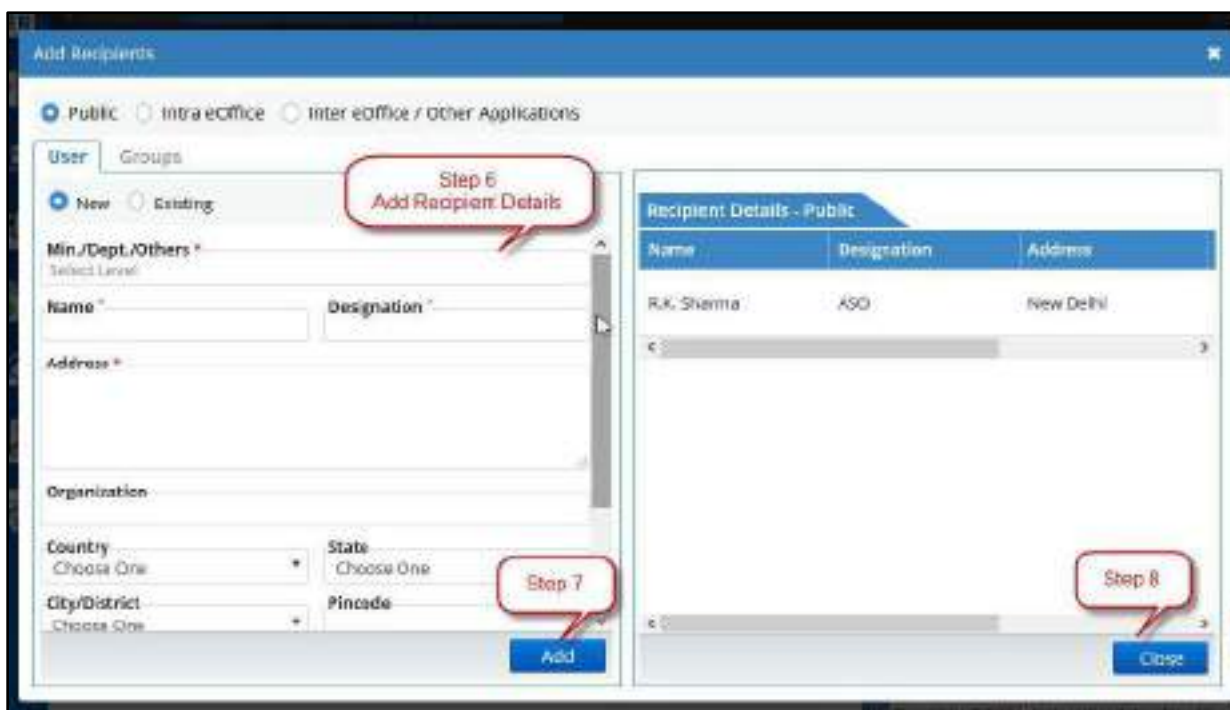 Add Recipients
Public Intra eOffice Inter eOffice / Other Applications
User Groups
Step 6
Add Recipient Details
New Existing
Min./Dept./Others *
Select Level
Name *
Designation *
Address *
Organization
Country
Choose One
State
Choose One
City/District
Choose One
Pincode
Step 7
Add
Recipient Details - Public
Name Designation Address
R.K. Sharma ASO New Delhi
Step 8
Close